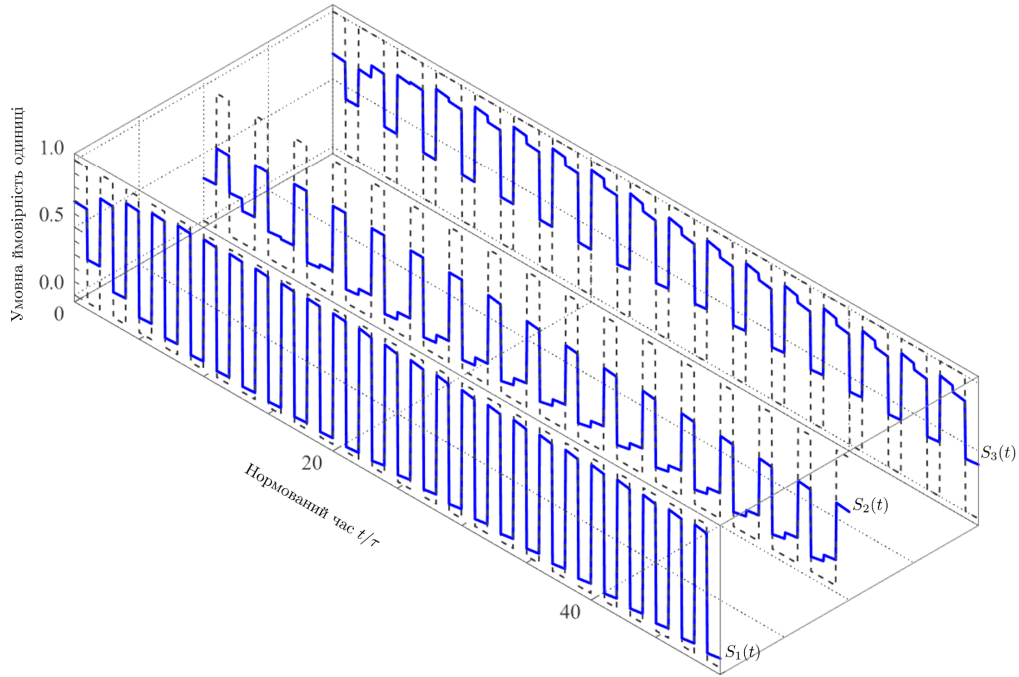 Умовна ймовірність одиниці
1.0
0.5
0.0
0
20
40
Нормований час t/τ
S₃(t)
S₂(t)
S₁(t)